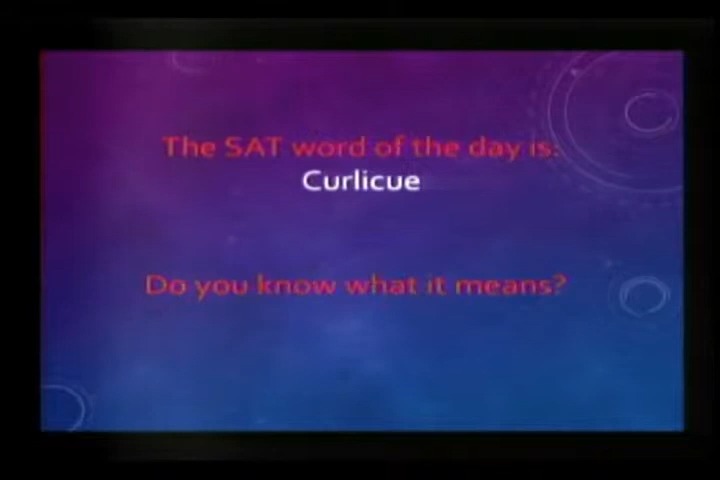 The SAT word of the day is:
Curlicue
Do you know what it means?